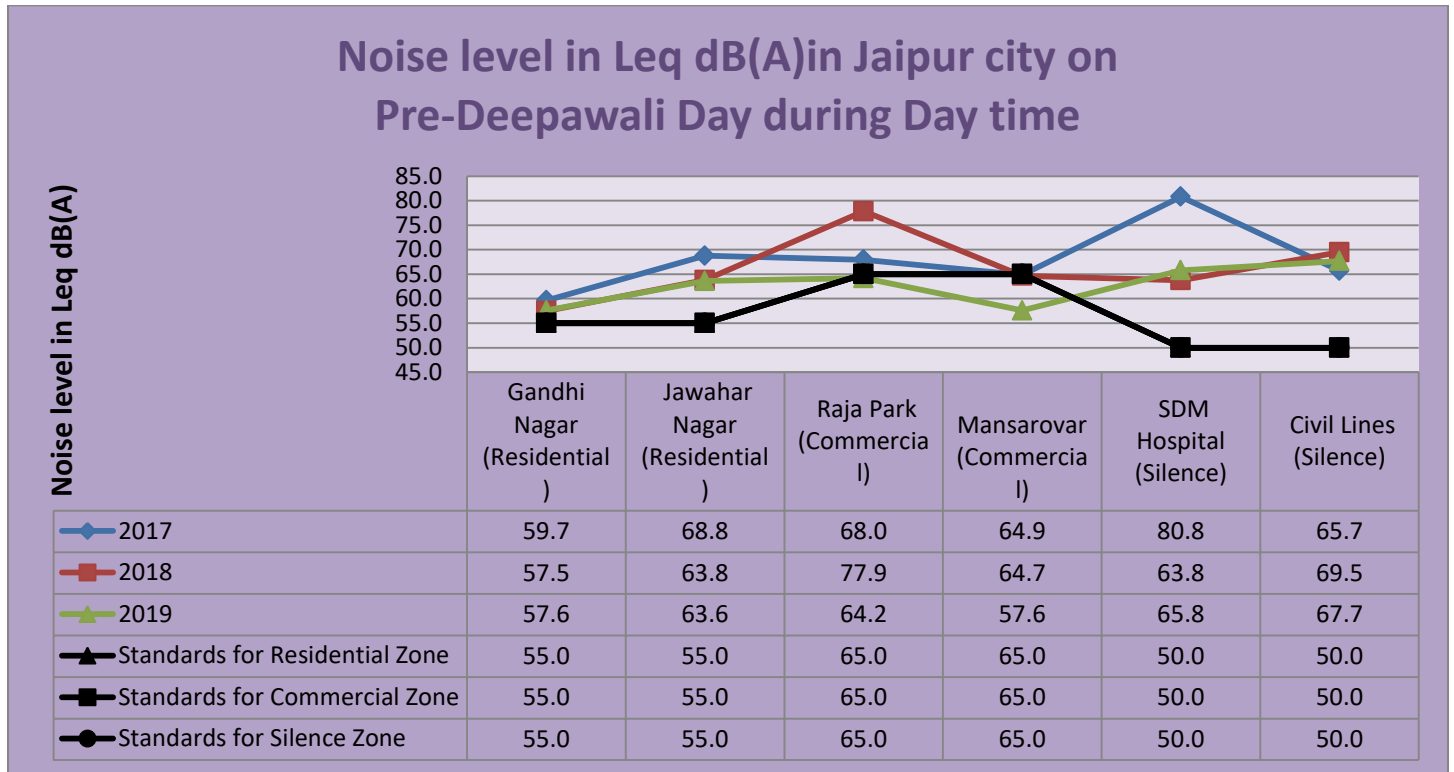 Noise level in Leq dB(A)in Jaipur city on
Pre-Deepawali Day during Day time
Noise level in Leq dB(A)
85.0
80.0
75.0
70.0
65.0
60.0
55.0
50.0
45.0
Gandhi Nagar (Residential )
Jawahar Nagar (Residential )
Raja Park (Commercia l)
Mansarovar (Commercia l)
SDM Hospital (Silence)
Civil Lines (Silence)
2017 59.7 68.8 68.0 64.9 80.8 65.7
2018 57.5 63.8 77.9 64.7 63.8 69.5
2019 57.6 63.6 64.2 57.6 65.8 67.7
Standards for Residential Zone 55.0 55.0 65.0 65.0 50.0 50.0
Standards for Commercial Zone 55.0 55.0 65.0 65.0 50.0 50.0
Standards for Silence Zone 55.0 55.0 65.0 65.0 50.0 50.0